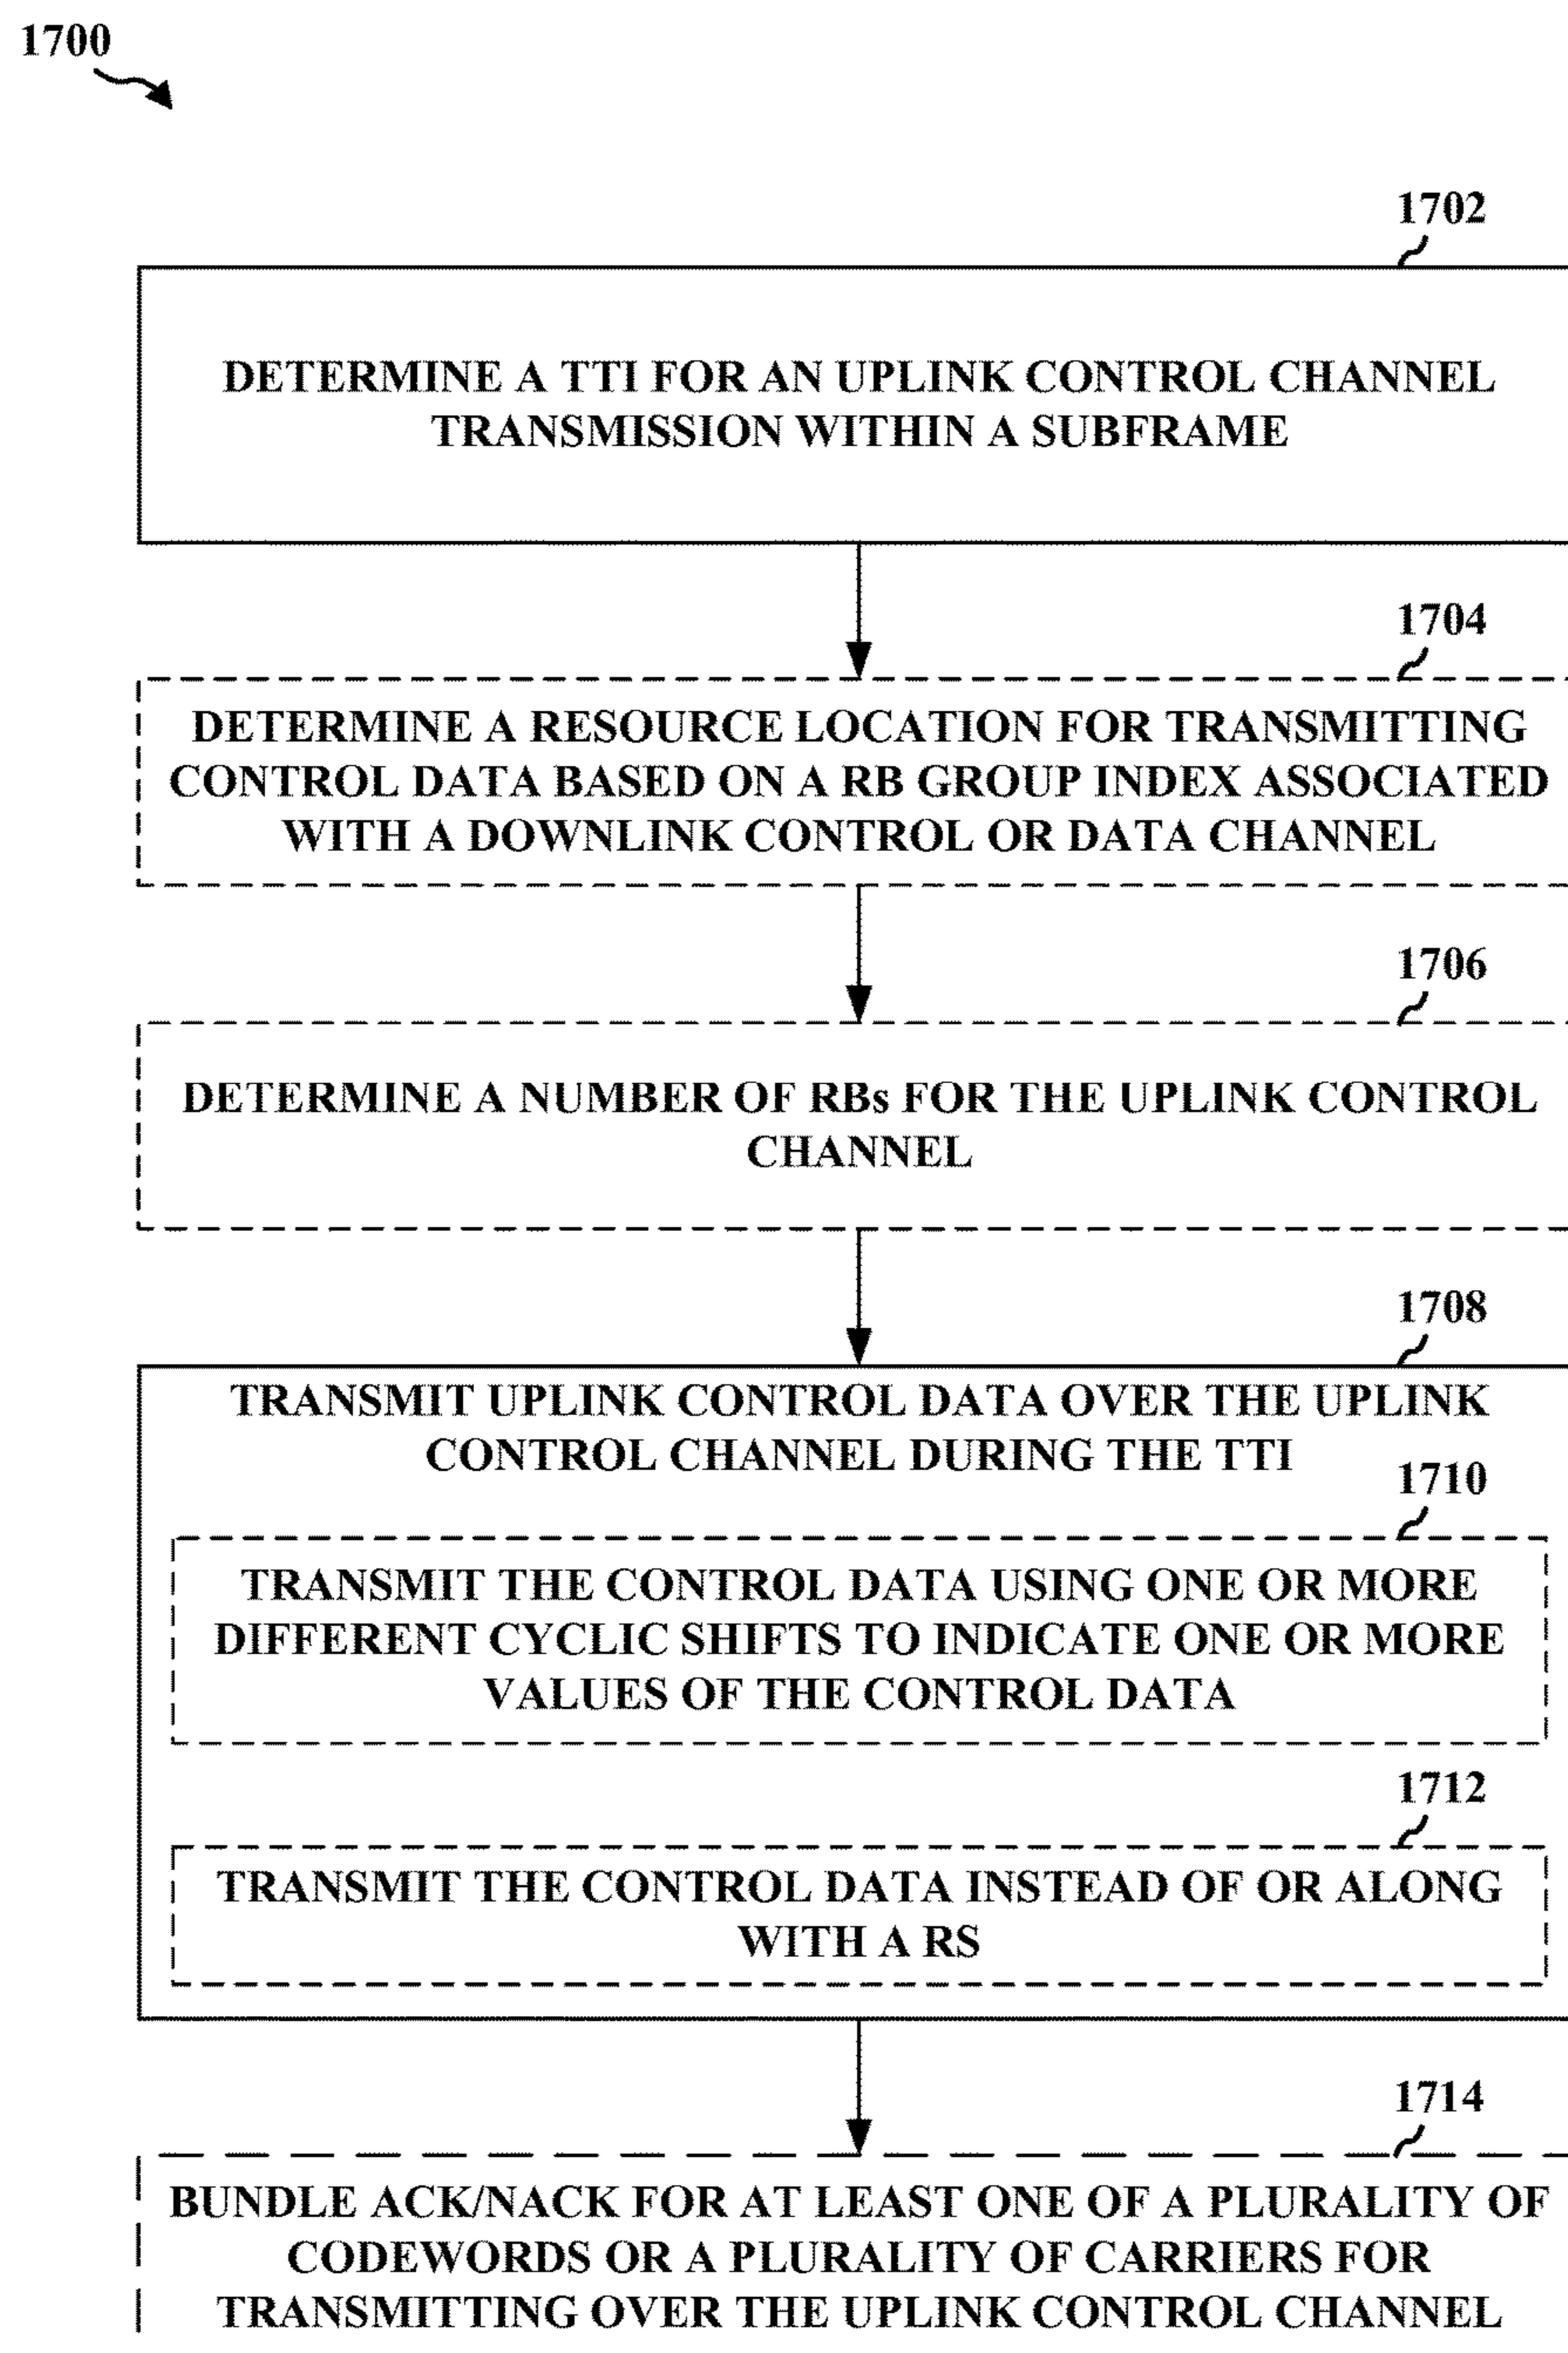 1700
1702
DETERMINE A TTI FOR AN UPLINK CONTROL CHANNEL
TRANSMISSION WITHIN A SUBFRAME
1704
DETERMINE A RESOURCE LOCATION FOR TRANSMITTING
CONTROL DATA BASED ON A RB GROUP INDEX ASSOCIATED
WITH A DOWNLINK CONTROL OR DATA CHANNEL
1706
DETERMINE A NUMBER OF RBs FOR THE UPLINK CONTROL
CHANNEL
1708
TRANSMIT UPLINK CONTROL DATA OVER THE UPLINK
CONTROL CHANNEL DURING THE TTI
1710
TRANSMIT THE CONTROL DATA USING ONE OR MORE
DIFFERENT CYCLIC SHIFTS TO INDICATE ONE OR MORE
VALUES OF THE CONTROL DATA
1712
TRANSMIT THE CONTROL DATA INSTEAD OF OR ALONG
WITH A RS
1714
BUNDLE ACK/NACK FOR AT LEAST ONE OF A PLURALITY OF
CODEWORDS OR A PLURALITY OF CARRIERS FOR
TRANSMITTING OVER THE UPLINK CONTROL CHANNEL